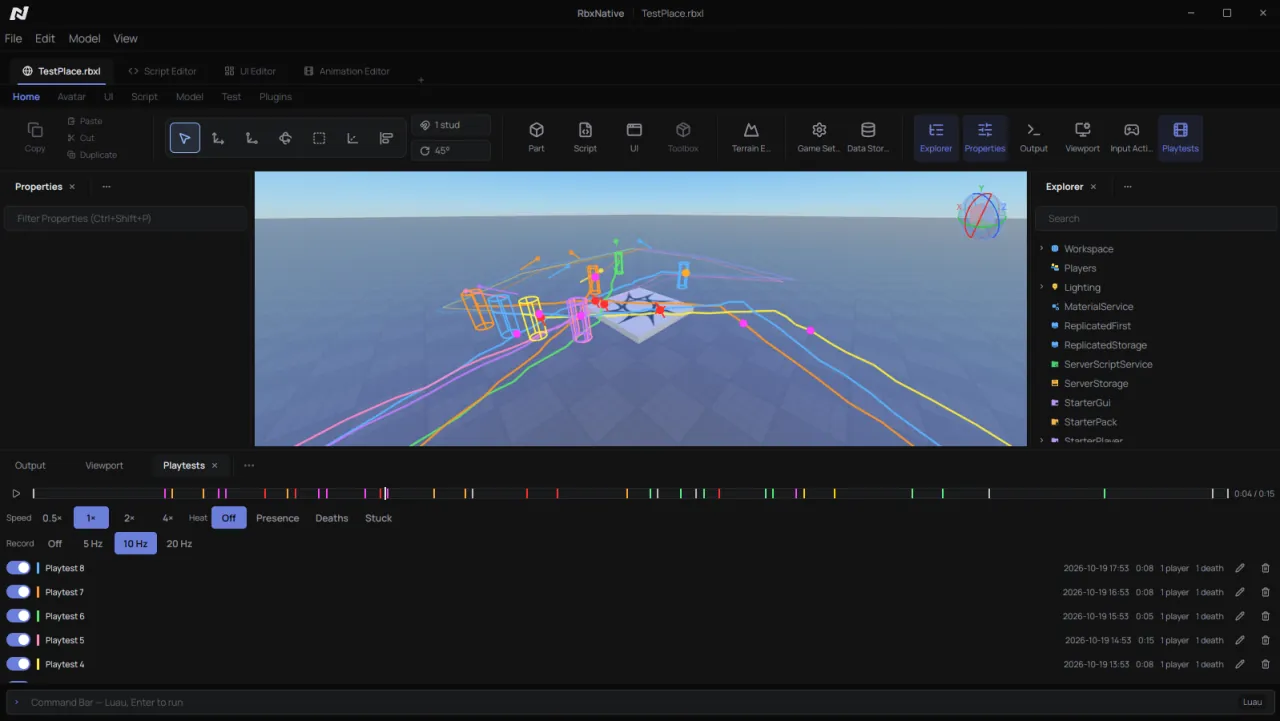 RbxNative TestPlace.rbxl
File Edit Model View
TestPlace.rbxl Script Editor UI Editor Animation Editor +
Home Avatar UI Script Model Test Plugins
Copy
Paste
Cut
Duplicate
1 stud
45°
Part Script UI Toolbox Terrain E... Game Set... Data Stor... Explorer Properties Output Viewport Input Acti... Playtests
Properties × ...
Filter Properties (Ctrl+Shift+P)
Y
X
Z
Explorer × ...
Search
Workspace
Players
Lighting
MaterialService
ReplicatedFirst
ReplicatedStorage
ServerScriptService
ServerStorage
StarterGui
StarterPack
StarterPlayer
Output Viewport Playtests × ...
0:04 / 0:15
Speed 0.5× 1× 2× 4× Heat Off Presence Deaths Stuck
Record Off 5 Hz 10 Hz 20 Hz
Playtest 8 2026-10-19 17:53 0:08 1 player 1 death
Playtest 7 2026-10-19 16:53 0:08 1 player 1 death
Playtest 6 2026-10-19 15:53 0:05 1 player 1 death
Playtest 5 2026-10-19 14:53 0:15 1 player 1 death
Playtest 4 2026-10-19 13:53 0:08 1 player 1 death
> Command Bar — Luau, Enter to run Luau